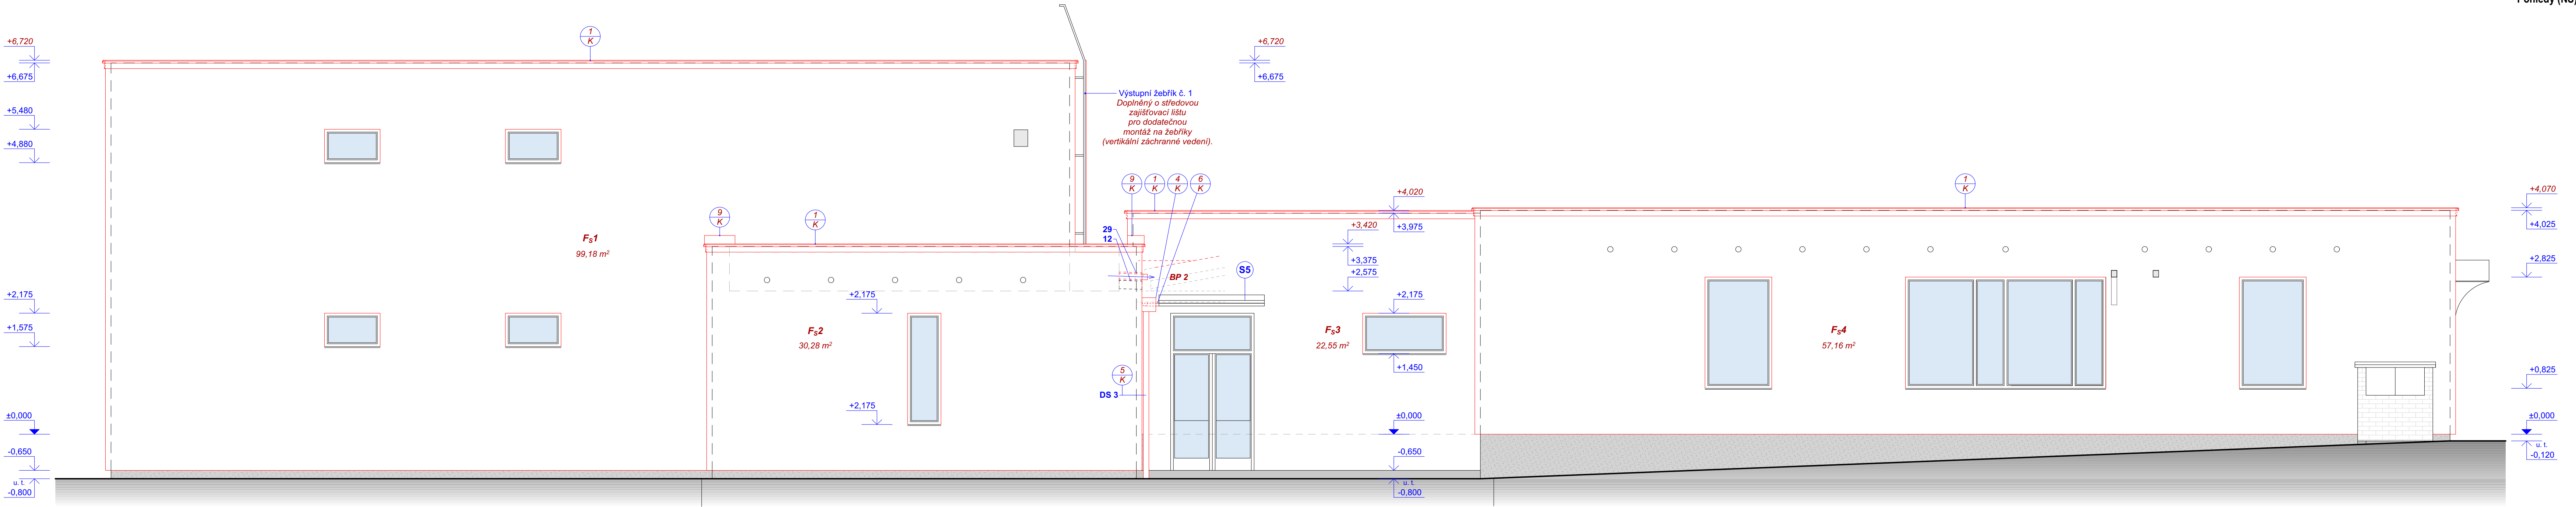 Pohledy (NS)
1
K
+6,720
+6,675
+5,480
+4,880
+2,175
+1,575
±0,000
-0,650
u. t.
-0,800
FS1
99,18 m²
9
K
1
K
FS2
30,28 m²
+2,175
+2,175
Výstupní žebřík č. 1
Doplněný o středovou
zajišťovací lištu
pro dodatečnou
montáž na žebříky
(vertikální záchranné vedení).
+6,720
+6,675
9
K
1
K
4
K
6
K
29
12
BP 2
S5
5
K
DS 3
FS3
22,55 m²
+4,020
+3,975
+3,420
+3,375
+2,575
+2,175
+1,450
±0,000
-0,650
u. t.
-0,800
1
K
FS4
57,16 m²
+4,070
+4,025
+2,825
+0,825
±0,000
u. t.
-0,120